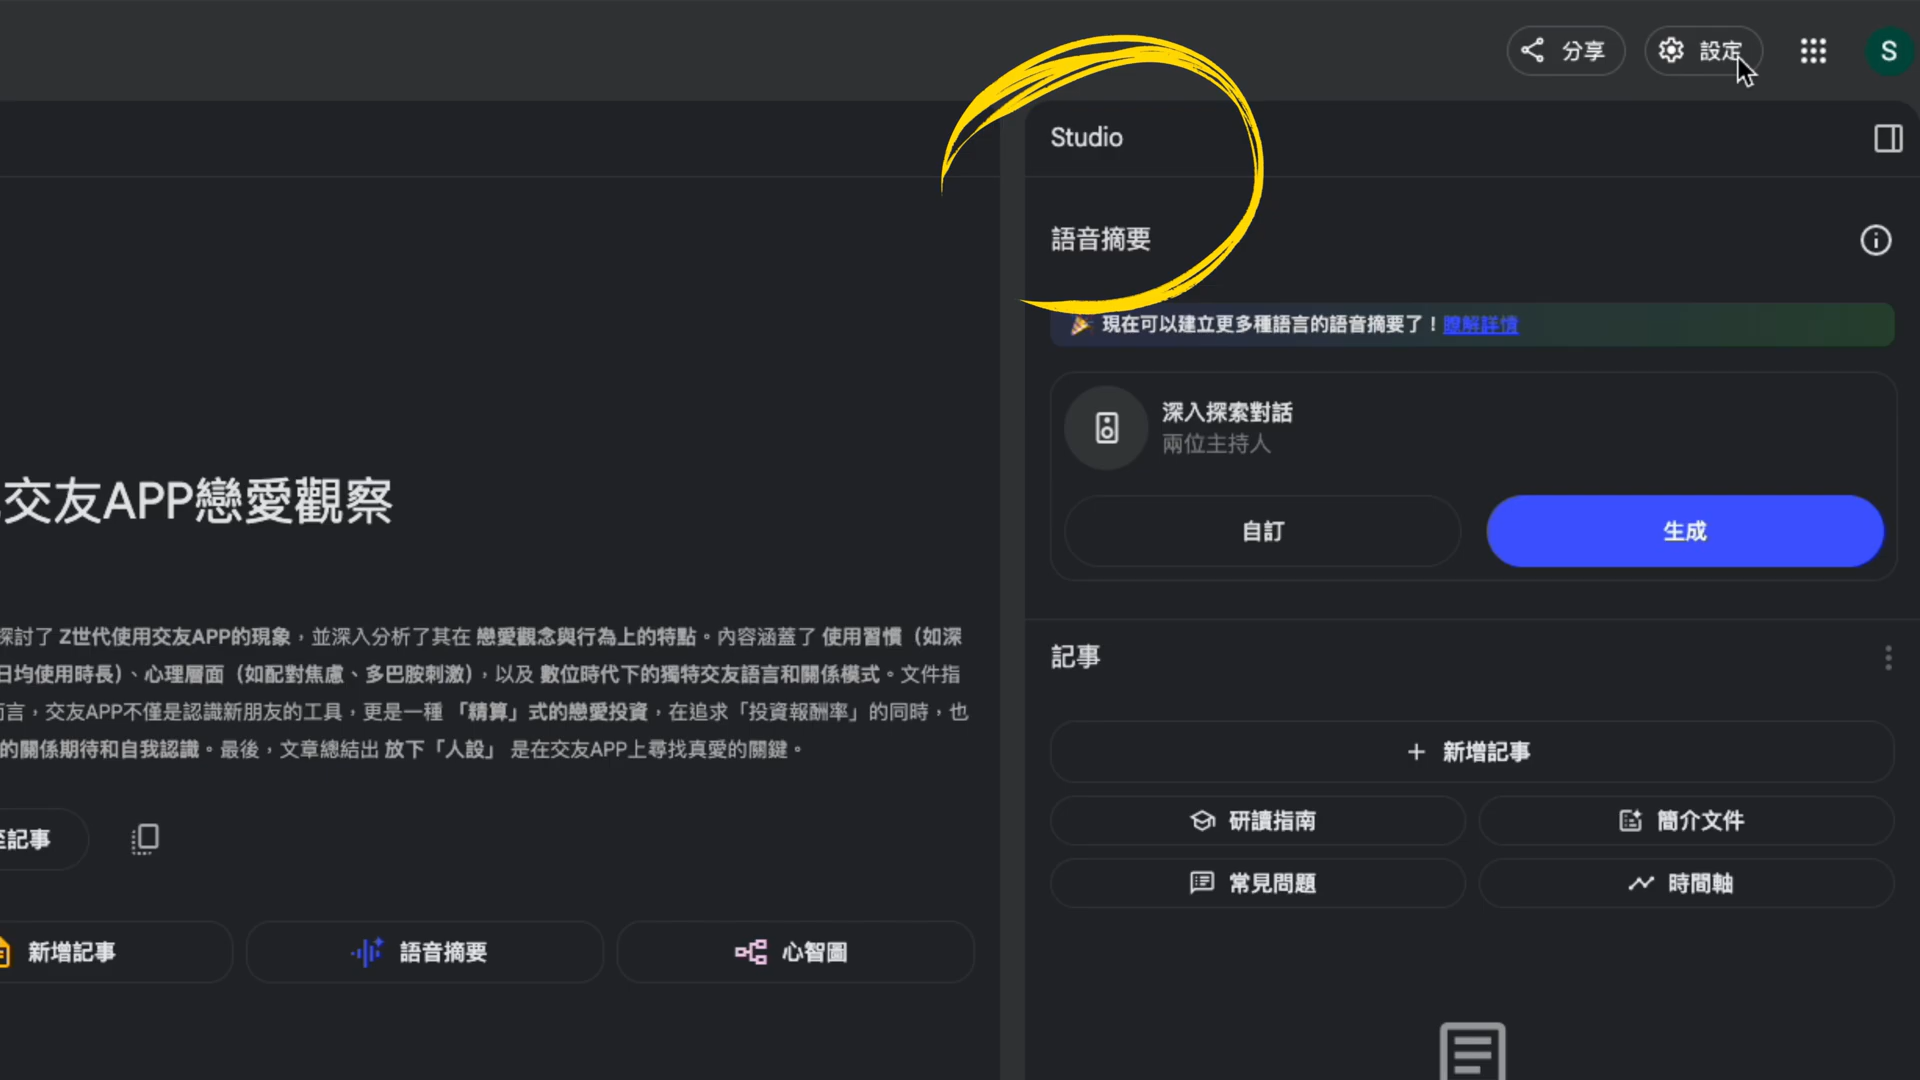 分享
設定
S
Studio
語音摘要
現在可以建立更多種語言的語音摘要了！瞭解詳情
深入探索對話
兩位主持人
自訂
生成
交友APP戀愛觀察
探討了 Z世代使用交友APP的現象，並深入分析了其在 戀愛觀念與行為上的特點。內容涵蓋了 使用習慣（如深
日均使用時長）、心理層面（如配對焦慮、多巴胺刺激），以及 數位時代下的獨特交友語言和關係模式。文件指
言，交友APP不僅是認識新朋友的工具，更是一種 「精算」式的戀愛投資，在追求「投資報酬率」的同時，也
的關係期待和自我認識。最後，文章總結出 放下「人設」 是在交友APP上尋找真愛的關鍵。
至記事
新增記事
語音摘要
心智圖
記事
+ 新增記事
研讀指南
簡介文件
常見問題
時間軸